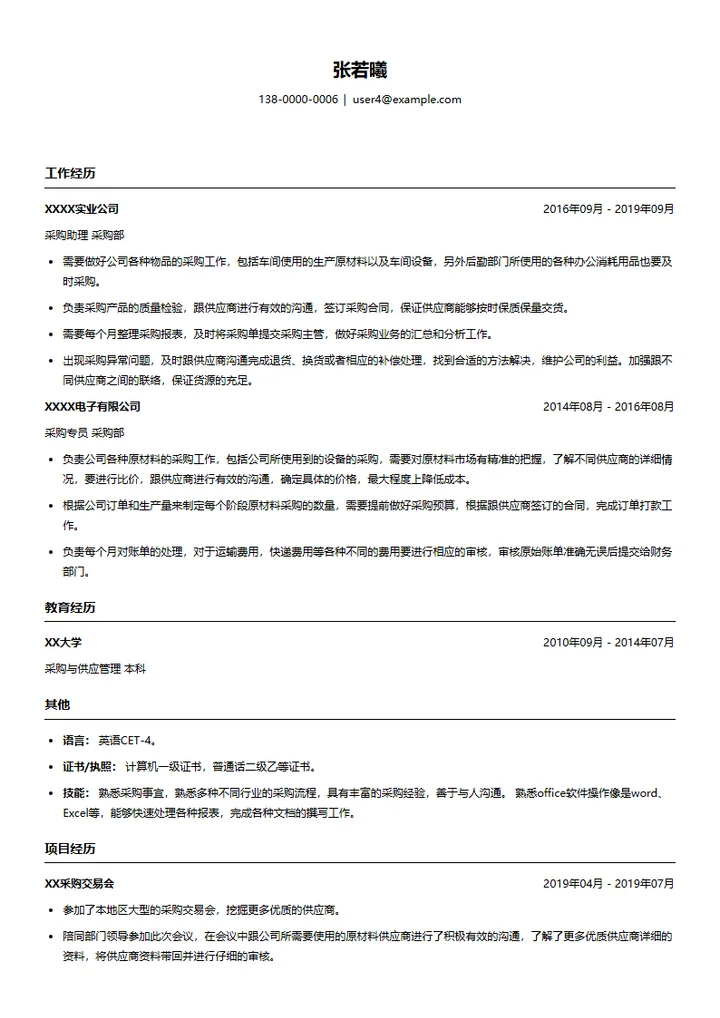 张若曦
138-0000-0006 | user4@example.com
工作经历
XXXX实业公司 2016年09月 - 2019年09月
采购助理 采购部
• 需要做好公司各种物品的采购工作，包括车间使用的生产原材料以及车间设备，另外后勤部门所使用的各种办公消耗用品也要及
时采购。
• 负责采购产品的质量检验，跟供应商进行有效的沟通，签订采购合同，保证供应商能够按时保质保量交货。
• 需要每个月整理采购报表，及时将采购单提交采购主管，做好采购业务的汇总和分析工作。
• 出现采购异常问题，及时跟供应商沟通完成退货、换货或者相应的补偿处理，找到合适的方法解决，维护公司的利益。加强跟不
同供应商之间的联络，保证货源的充足。
XXXX电子有限公司 2014年08月 - 2016年08月
采购专员 采购部
• 负责公司各种原材料的采购工作，包括公司所使用到的设备的采购，需要对原材料市场有精准的把握，了解不同供应商的详细情
况，要进行比价，跟供应商进行有效的沟通，确定具体的价格，最大程度上降低成本。
• 根据公司订单和生产量来制定每个阶段原材料采购的数量，需要提前做好采购预算，根据跟供应商签订的合同，完成订单打款工
作。
• 负责每个月对账单的处理，对于运输费用，快递费用等各种不同的费用要进行相应的审核，审核原始账单准确无误后提交给财务
部门。
教育经历
XX大学 2010年09月 - 2014年07月
采购与供应管理 本科
其他
• 语言： 英语CET-4。
• 证书/执照： 计算机一级证书，普通话二级乙等证书。
• 技能： 熟悉采购事宜，熟悉多种不同行业的采购流程，具有丰富的采购经验，善于与人沟通。 熟悉office软件操作像是word、
Excel等，能够快速处理各种报表，完成各种文档的撰写工作。
项目经历
XX采购交易会 2019年04月 - 2019年07月
• 参加了本地区大型的采购交易会，挖掘更多优质的供应商。
• 陪同部门领导参加此次会议，在会议中跟公司所需要使用的原材料供应商进行了积极有效的沟通，了解了更多优质供应商详细的
资料，将供应商资料带回并进行仔细的审核。